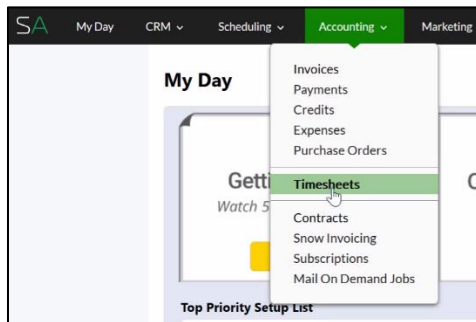 SA My Day CRM Scheduling Accounting Marketing
My Day
Invoices
Payments
Credits
Expenses
Purchase Orders
Timesheets
Contracts
Snow Invoicing
Subscriptions
Mail On Demand Jobs
Getti
Watch 5
Top Priority Setup List